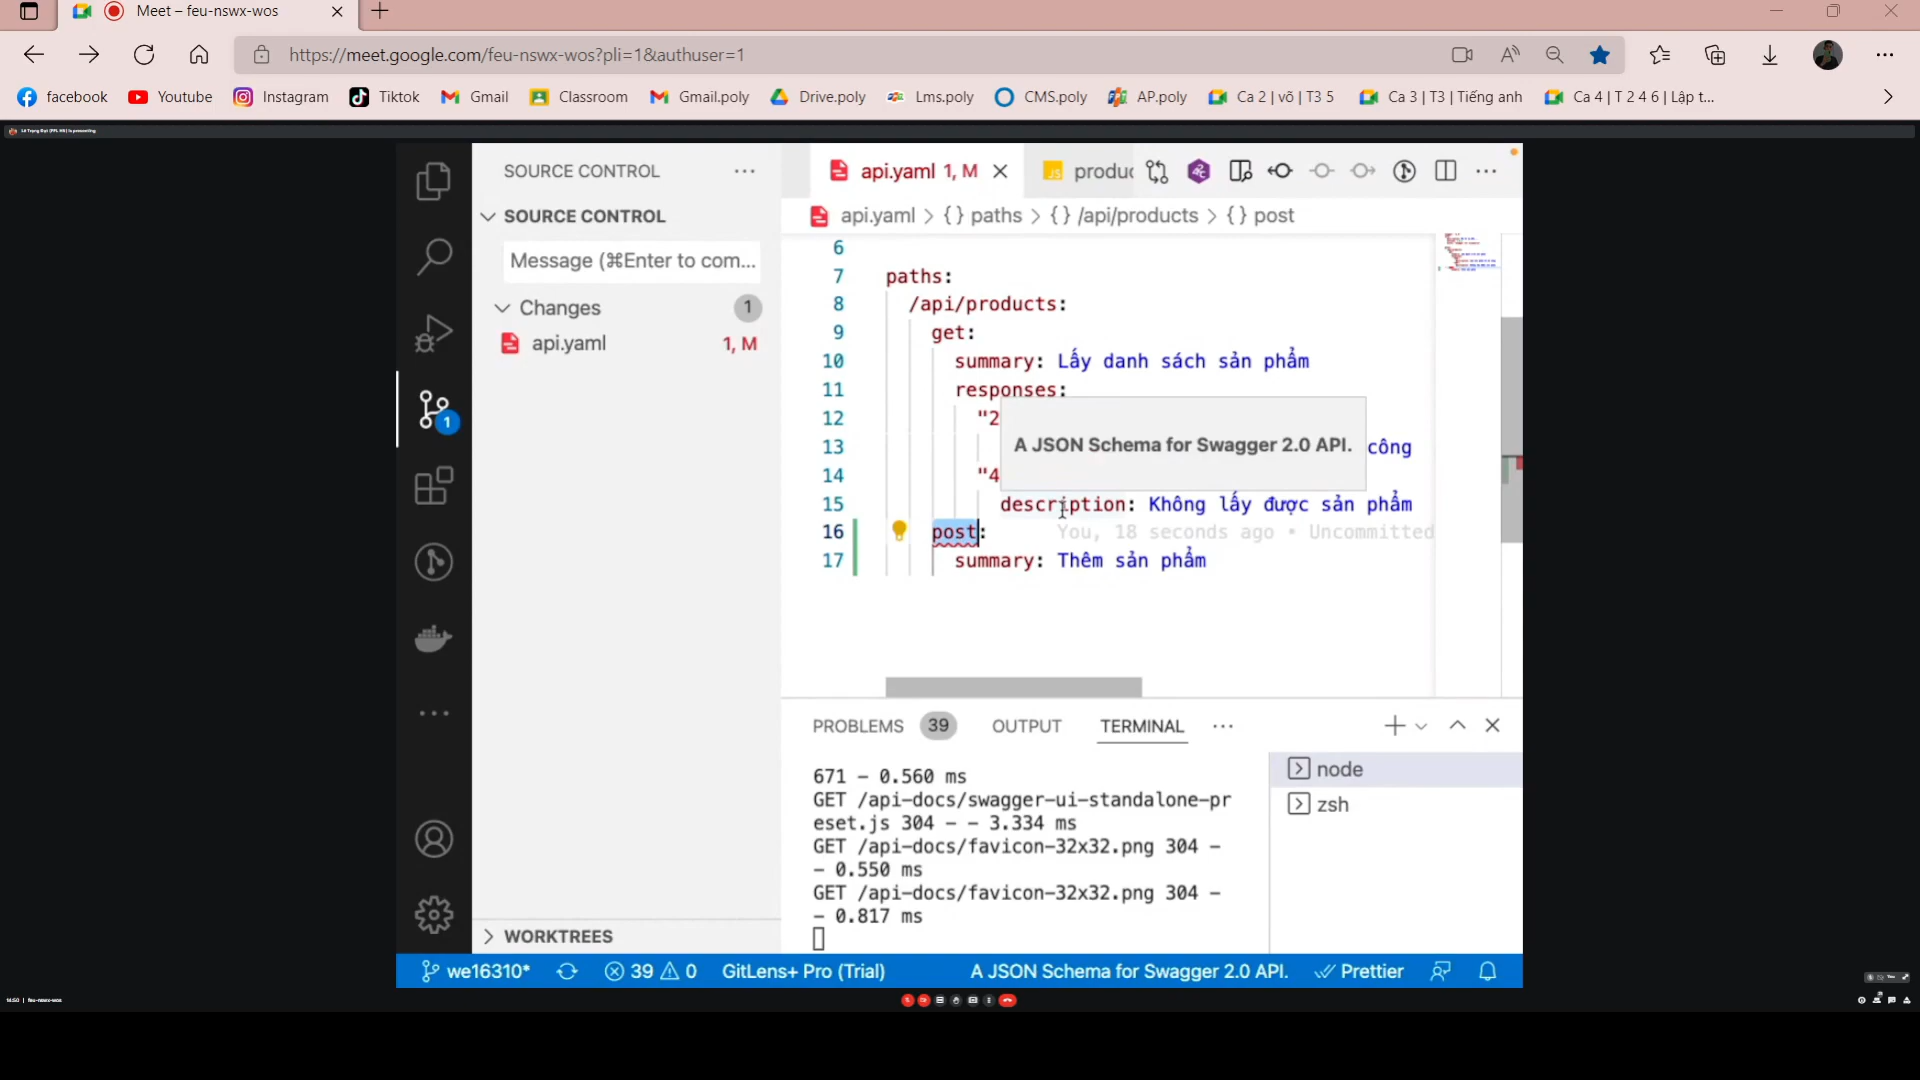 Meet – feu-nswx-wos
https://meet.google.com/feu-nswx-wos?pli=1&authuser=1
facebook Youtube Instagram Tiktok Gmail Classroom Gmail.poly Drive.poly Lms.poly CMS.poly AP.poly Ca 2 | võ | T3 5 Ca 3 | T3 | Tiếng anh Ca 4 | T 2 4 6 | Lập t...
SOURCE CONTROL
SOURCE CONTROL
Message (⌘Enter to com...
Changes 1
api.yaml 1, M
1
WORKTREES
api.yaml 1, M JS produc
api.yaml > {} paths > {} /api/products > {} post
6
7 paths:
8 /api/products:
9 get:
10 summary: Lấy danh sách sản phẩm
11 responses:
12 "2
A JSON Schema for Swagger 2.0 API.
13 công
14 "4
15 description: Không lấy được sản phẩm
16 post: You, 18 seconds ago • Uncommitted
17 summary: Thêm sản phẩm
PROBLEMS 39 OUTPUT TERMINAL
671 – 0.560 ms
GET /api-docs/swagger-ui-standalone-pr
eset.js 304 – – 3.334 ms
GET /api-docs/favicon-32x32.png 304 –
– 0.550 ms
GET /api-docs/favicon-32x32.png 304 –
– 0.817 ms
node
zsh
we16310* 39 0 GitLens+ Pro (Trial) A JSON Schema for Swagger 2.0 API. Prettier
feu-nswx-wos